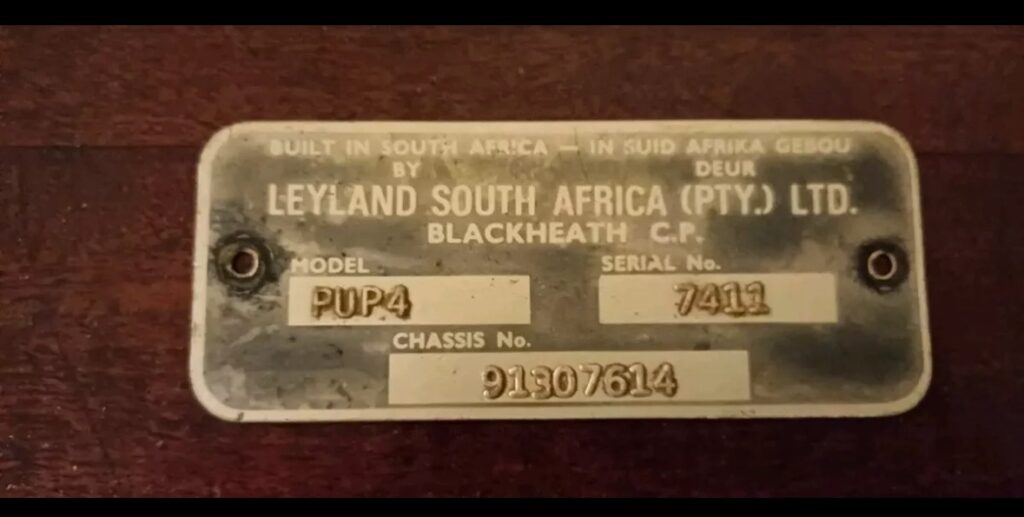 BUILT IN SOUTH AFRICA — IN SUID AFRIKA GEBOU
BY DEUR
LEYLAND SOUTH AFRICA (PTY.) LTD.
BLACKHEATH C.P.
MODEL SERIAL No.
PUP4 7411
CHASSIS No.
91307614